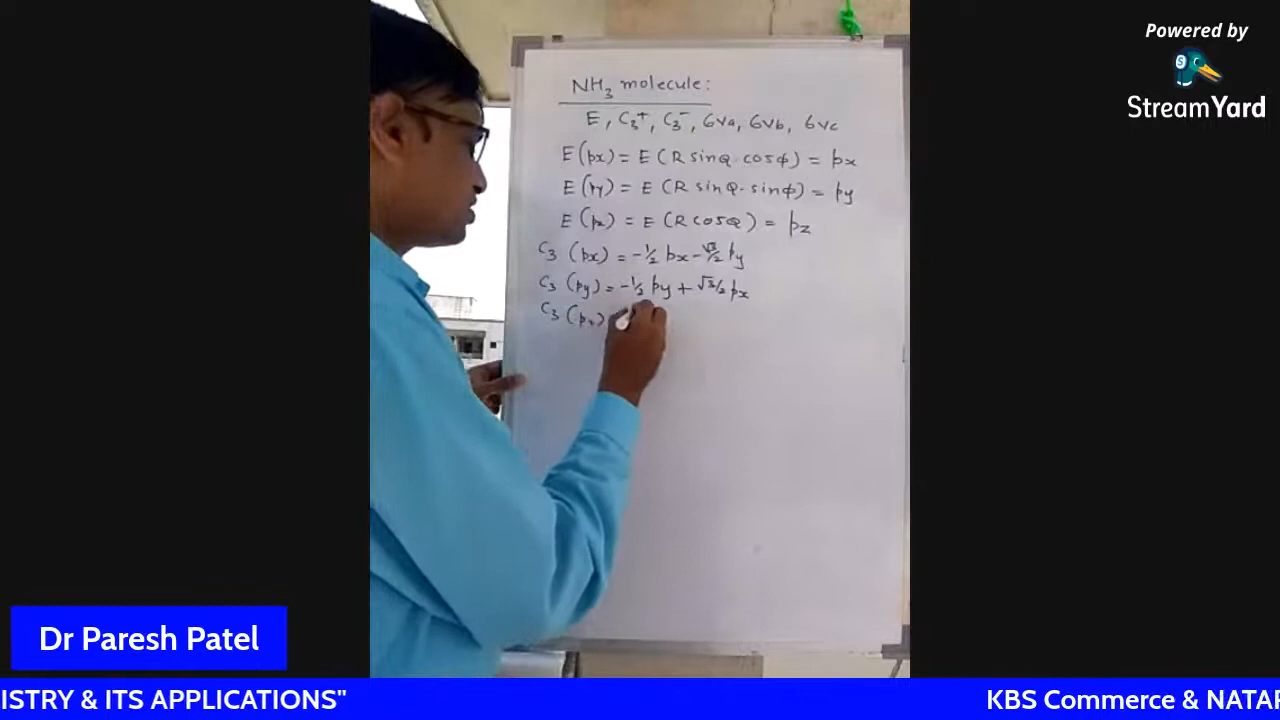 Powered by
StreamYard
NH₃ molecule:
E, C₃⁺, C₃⁻, σva, σvb, σvc
E(px) = E(R sinθ·cosϕ) = px
E(py) = E(R sinθ·sinϕ) = py
E(pz) = E(R cosθ) = pz
C₃(px) = -1/2 px - √3/2 py
C₃(py) = -1/2 py + √3/2 px
C₃(pz)
Dr Paresh Patel
ISTRY & ITS APPLICATIONS" KBS Commerce & NATAR